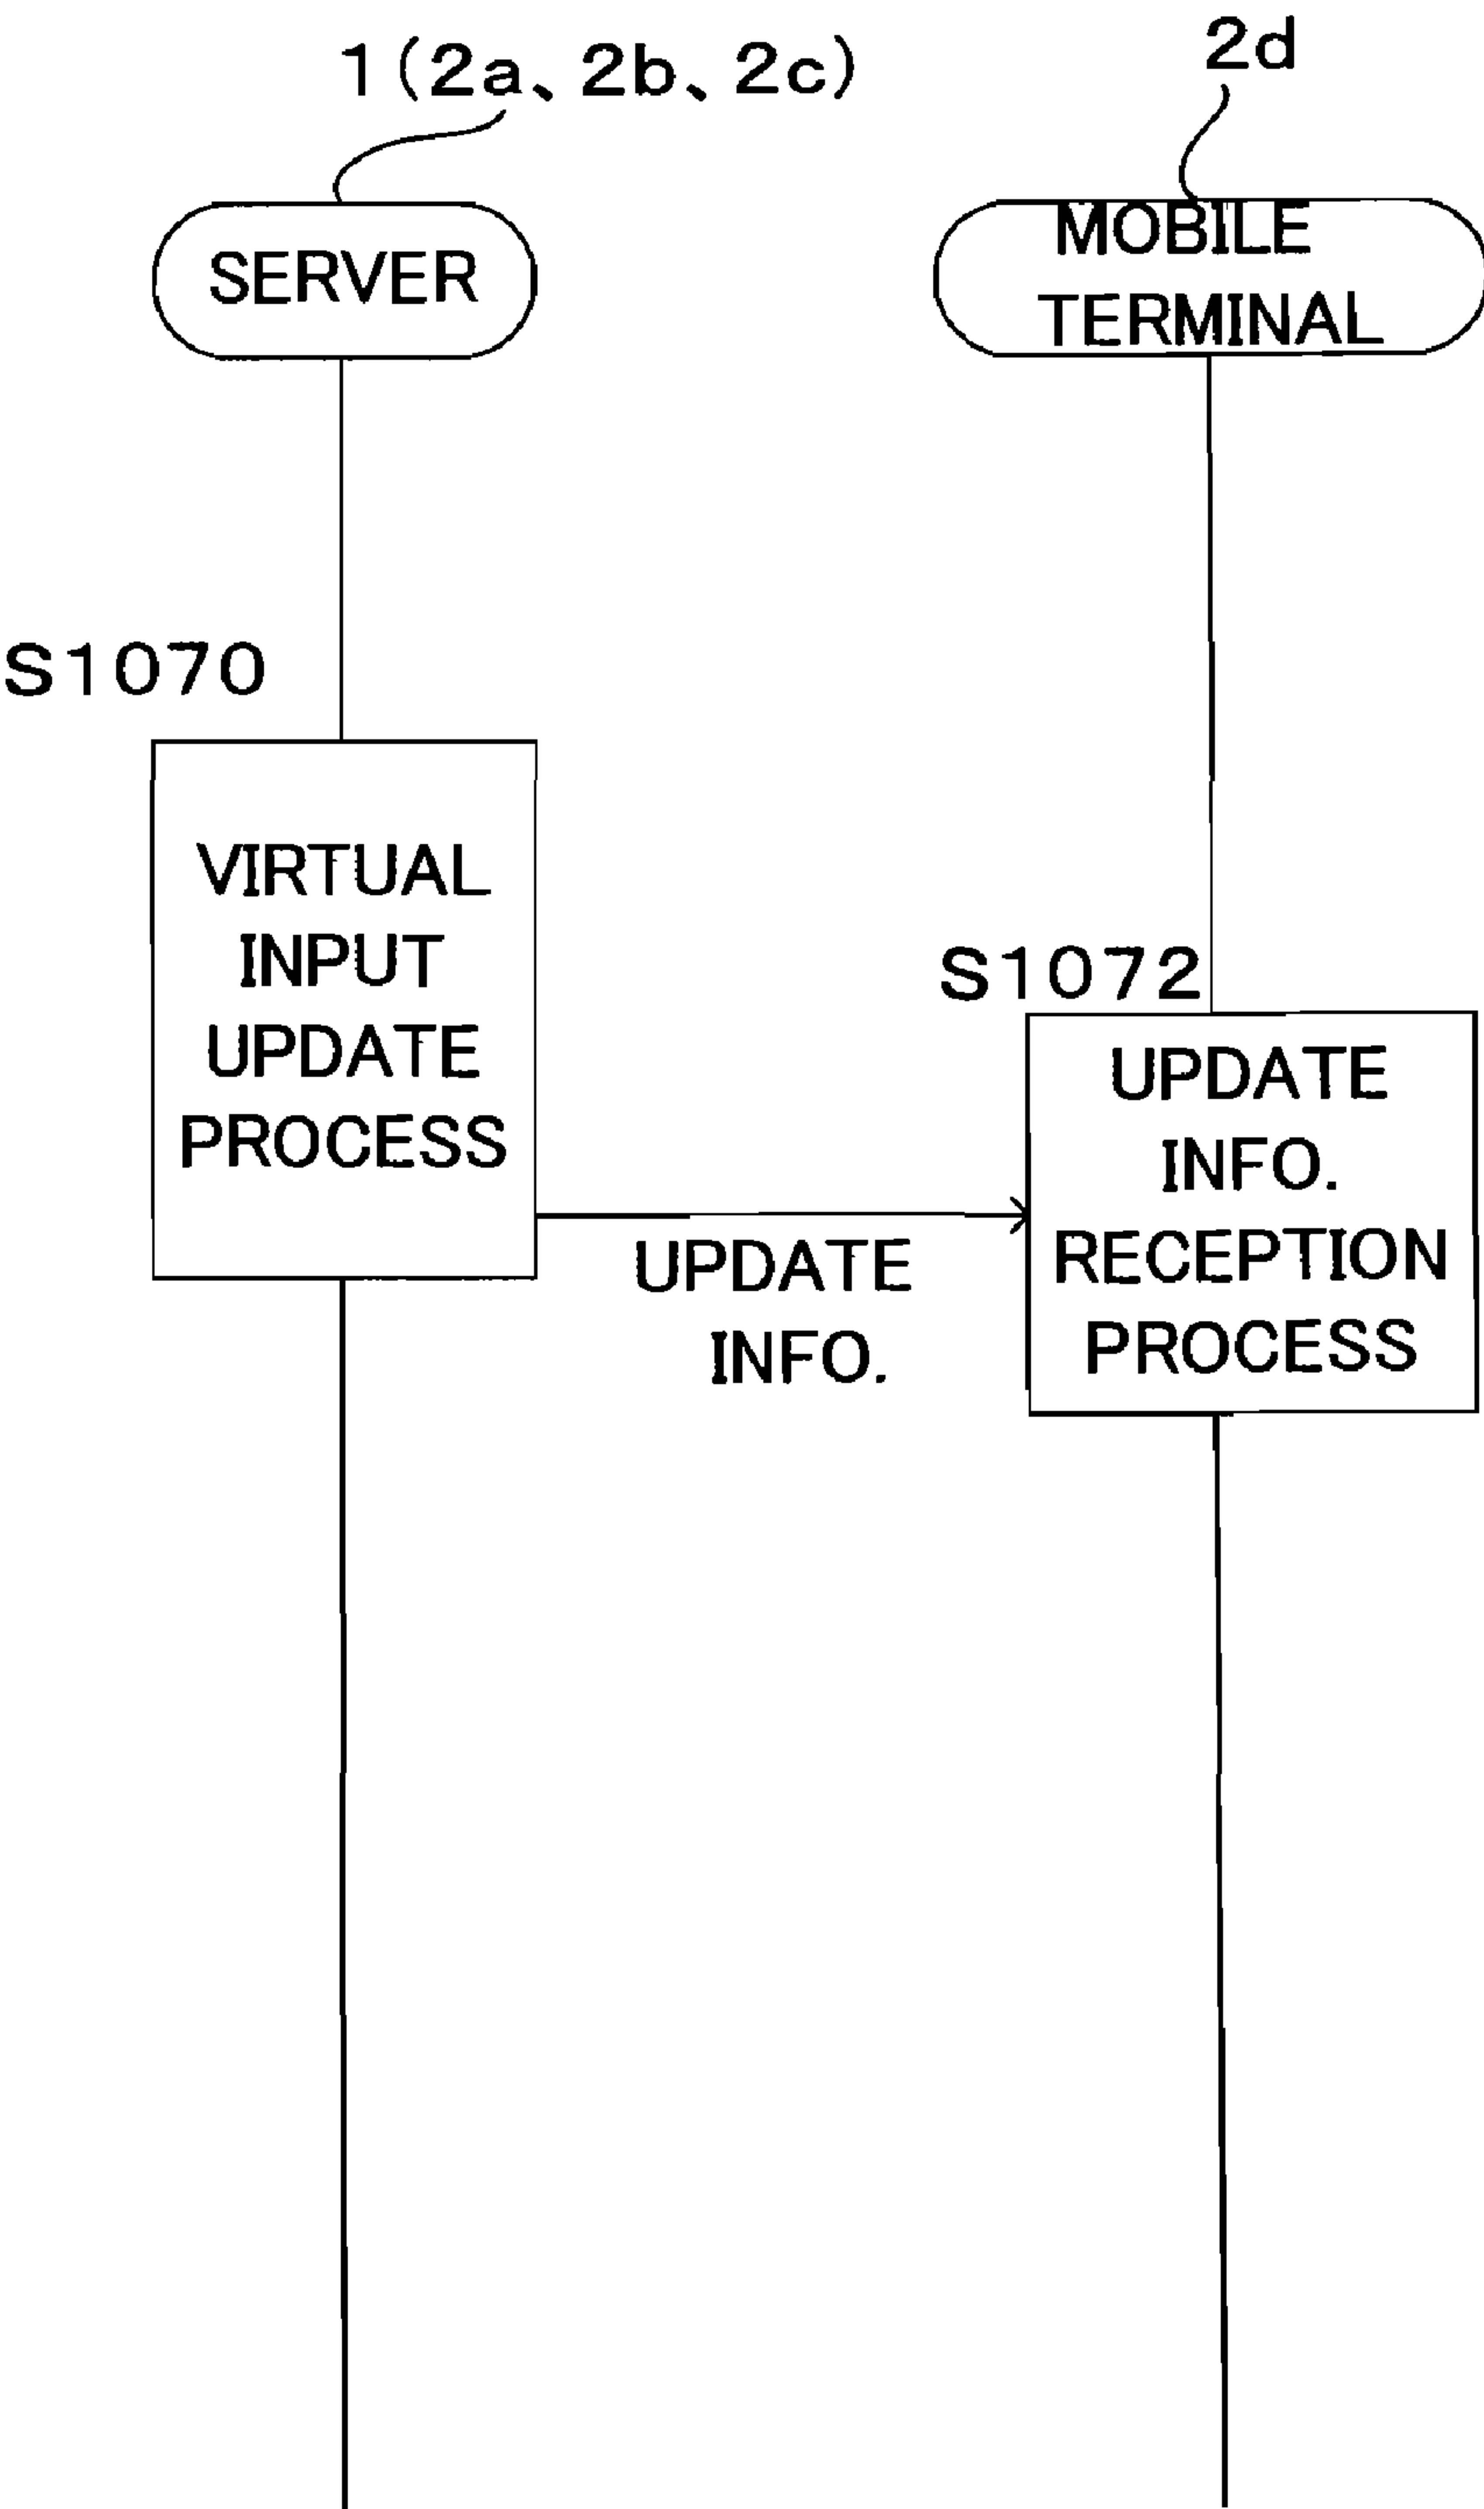 1(2a、2b、2c)
2d
SERVER
MOBILE
TERMINAL
S1070
VIRTUAL
INPUT
UPDATE
PROCESS
S1072
UPDATE
INFO.
RECEPTION
PROCESS
UPDATE
INFO.